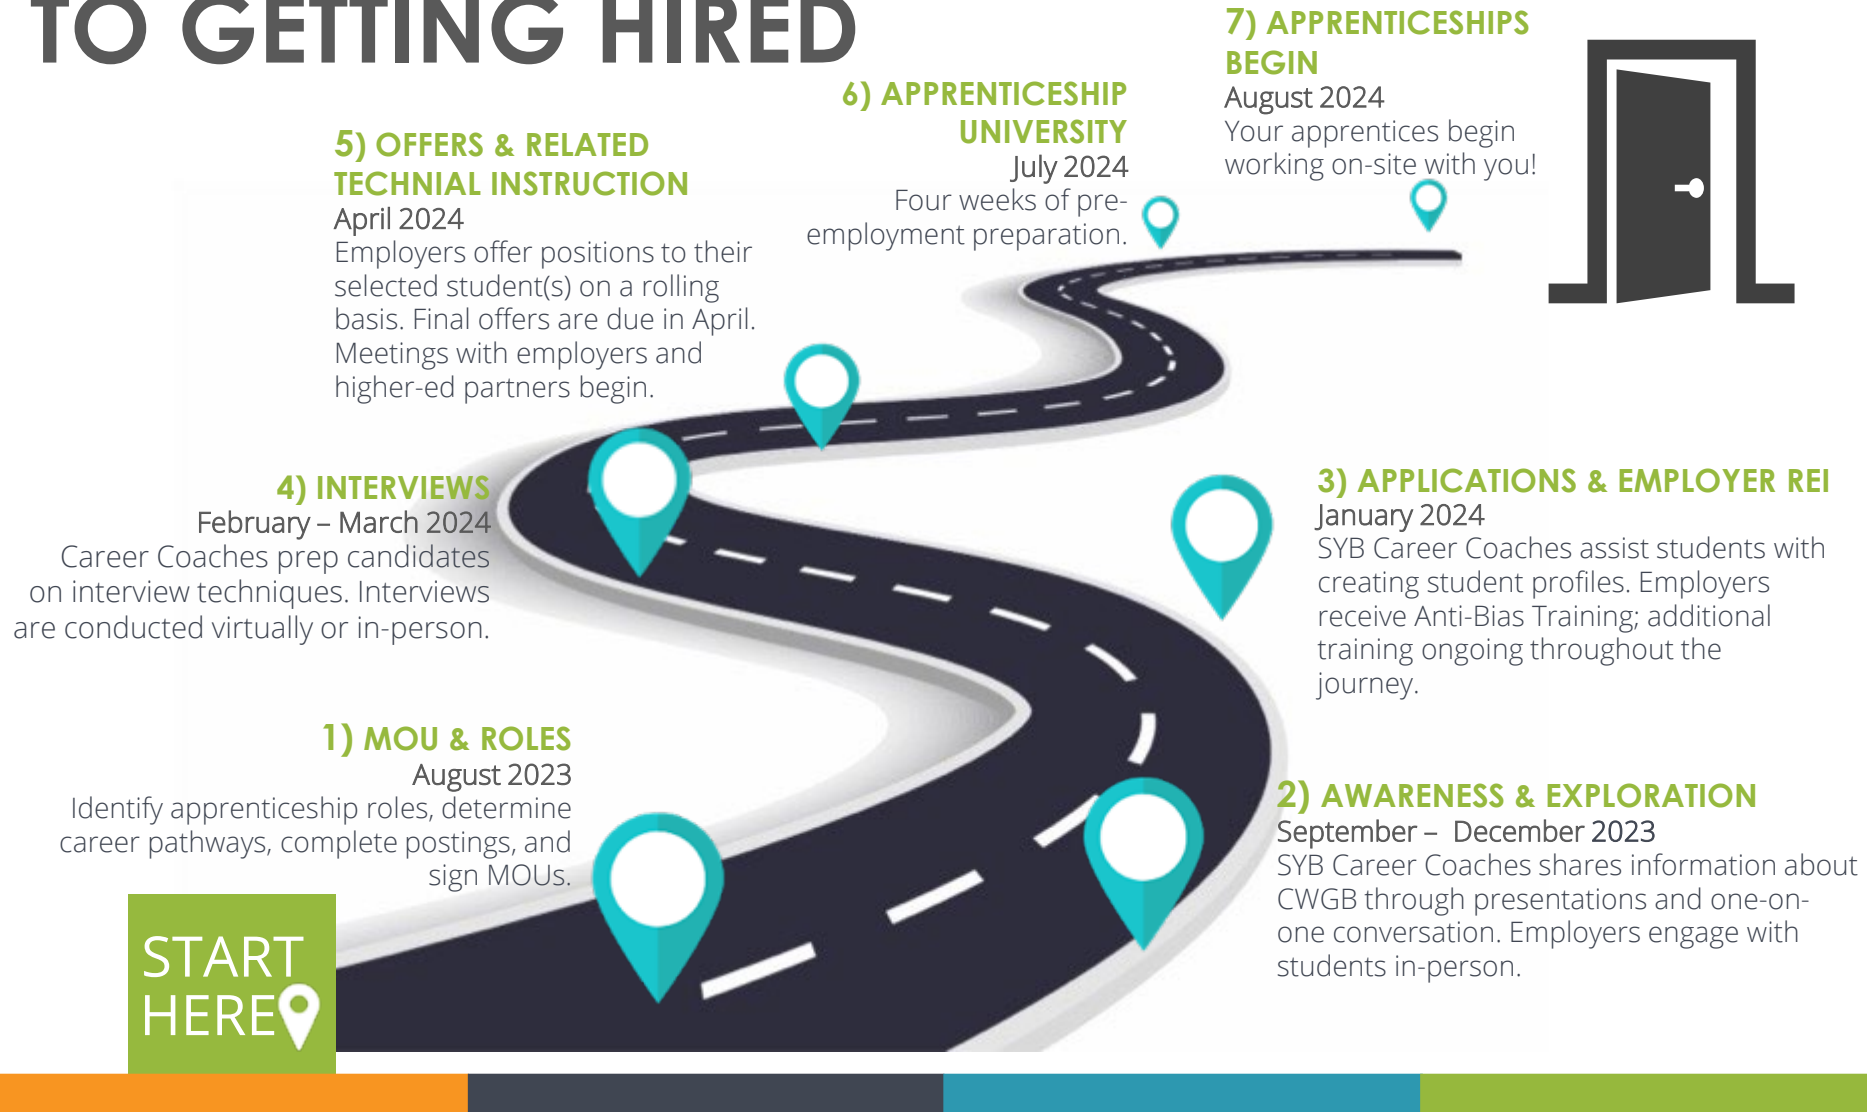 TO GETTING HIRED
7) APPRENTICESHIPS
BEGIN
August 2024
Your apprentices begin
working on-site with you!
6) APPRENTICESHIP
UNIVERSITY
July 2024
Four weeks of pre-
employment preparation.
5) OFFERS & RELATED
TECHNIAL INSTRUCTION
April 2024
Employers offer positions to their
selected student(s) on a rolling
basis. Final offers are due in April.
Meetings with employers and
higher-ed partners begin.
4) INTERVIEWS
February – March 2024
Career Coaches prep candidates
on interview techniques. Interviews
are conducted virtually or in-person.
3) APPLICATIONS & EMPLOYER REI
January 2024
SYB Career Coaches assist students with
creating student profiles. Employers
receive Anti-Bias Training; additional
training ongoing throughout the
journey.
1) MOU & ROLES
August 2023
Identify apprenticeship roles, determine
career pathways, complete postings, and
sign MOUs.
2) AWARENESS & EXPLORATION
September – December 2023
SYB Career Coaches shares information about
CWGB through presentations and one-on-
one conversation. Employers engage with
students in-person.
START
HERE